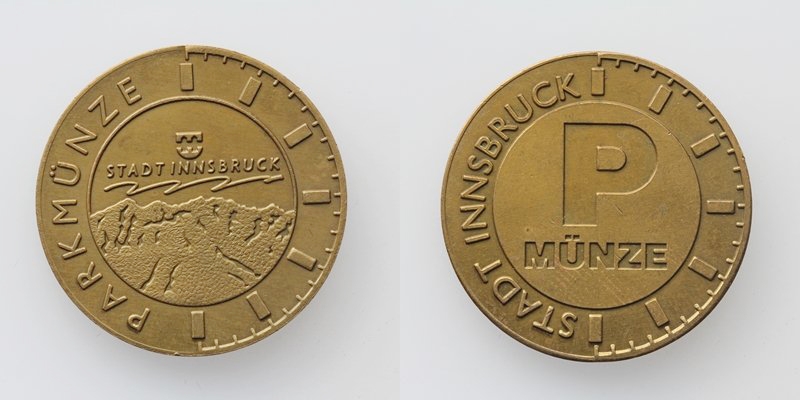 PARKMÜNZE
STADT INNSBRUCK
STADT INNSBRUCK
P
MÜNZE